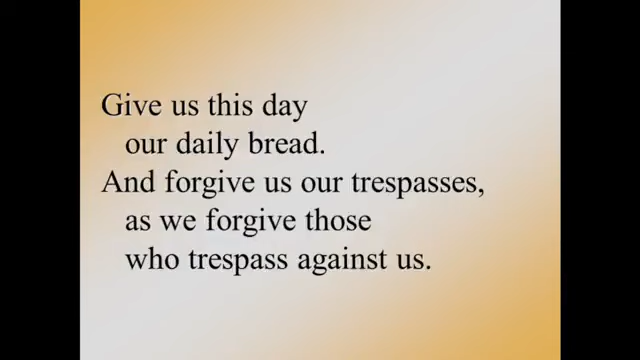 Give us this day
our daily bread.
And forgive us our trespasses,
as we forgive those
who trespass against us.